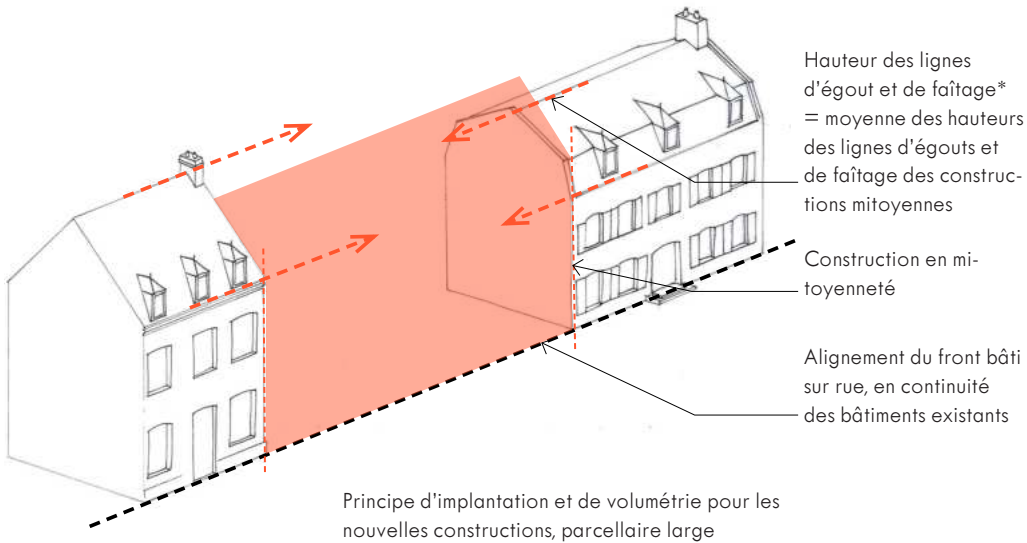 Hauteur des lignes
d'égout et de faîtage*
= moyenne des hauteurs
des lignes d'égouts et
de faîtage des construc-
tions mitoyennes
Construction en mi-
toyenneté
Alignement du front bâti
sur rue, en continuité
des bâtiments existants
Principe d'implantation et de volumétrie pour les
nouvelles constructions, parcellaire large